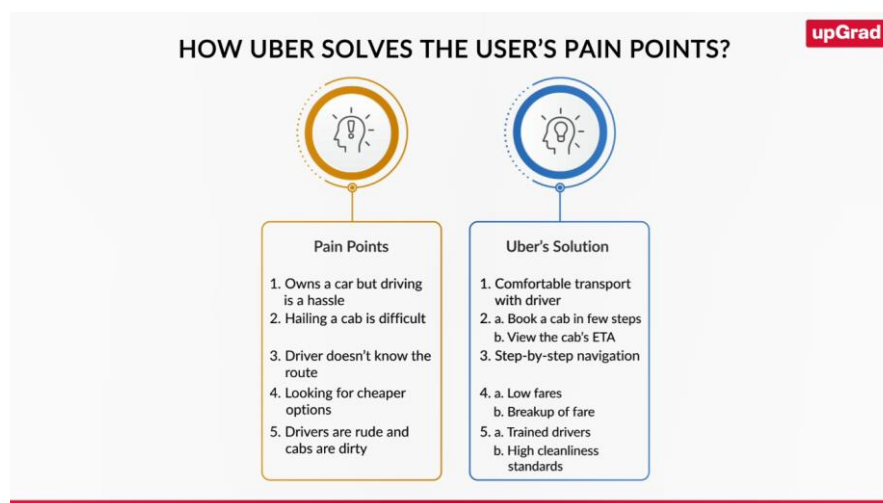 upGrad
HOW UBER SOLVES THE USER'S PAIN POINTS?
Pain Points
1. Owns a car but driving
is a hassle
2. Hailing a cab is difficult
3. Driver doesn't know the
route
4. Looking for cheaper
options
5. Drivers are rude and
cabs are dirty
Uber's Solution
1. Comfortable transport
with driver
2. a. Book a cab in few steps
b. View the cab's ETA
3. Step-by-step navigation
4. a. Low fares
b. Breakup of fare
5. a. Trained drivers
b. High cleanliness
standards